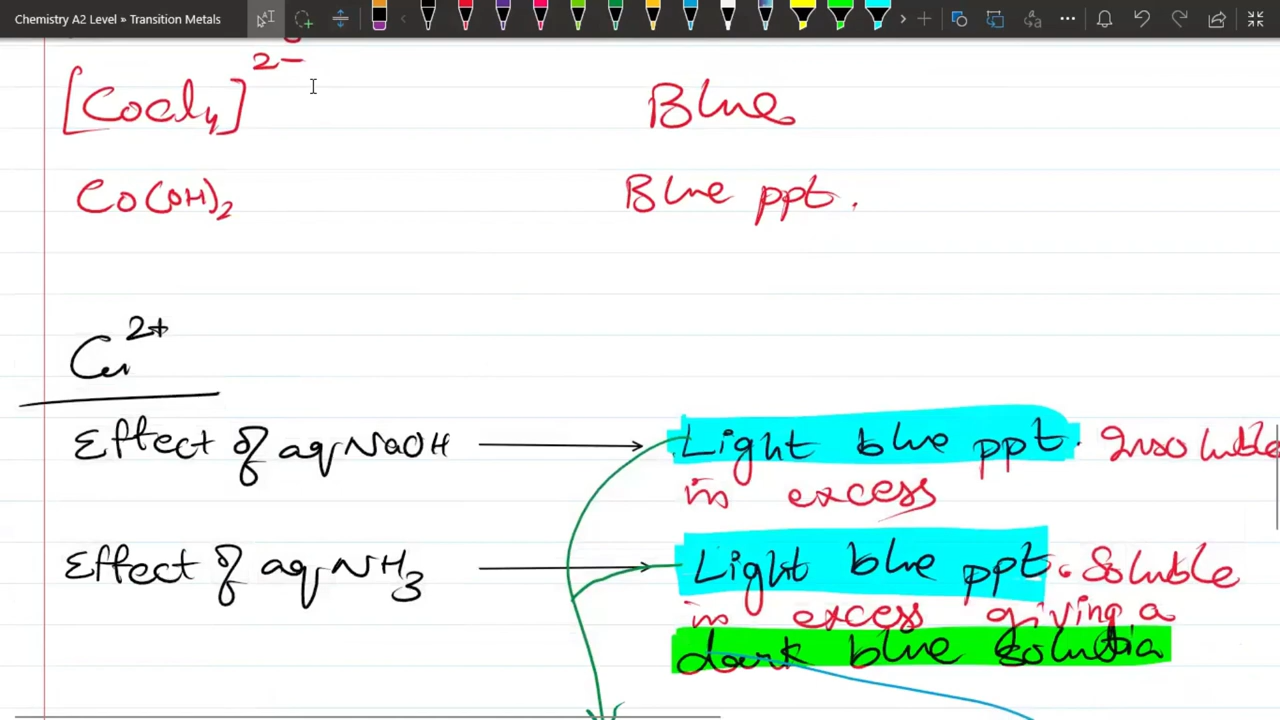 Chemistry A2 Level » Transition Metals
[CoCl4]2- Blue
Co(OH)2 Blue ppt.
Cu2+
Effect of aq NaOH → Light blue ppt. Insoluble
in excess
Effect of aq NH3 → Light blue ppt. Soluble
in excess giving a
dark blue solution